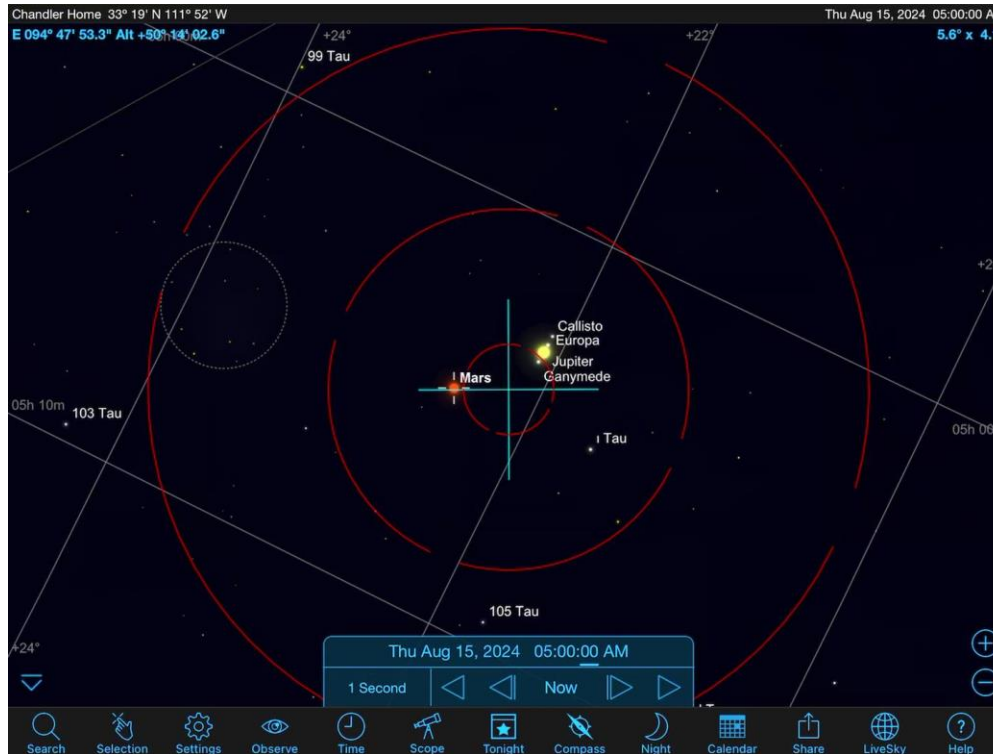 Chandler Home 33º 19' N 111º 52' W
Thu Aug 15, 2024 05:00:00 A
E 094° 47' 53.3" Alt +50° 14' 02.6"
5.6° x 4.
+24°
+22°
99 Tau
Callisto
Europa
Jupiter
Ganymede
Mars
05h 10m
103 Tau
05h 00
ι Tau
105 Tau
+24°
Thu Aug 15, 2024 05:00:00 AM
1 Second
Now
Search
Selection
Settings
Observe
Time
Scope
Tonight
Compass
Night
Calendar
Share
LiveSky
Help